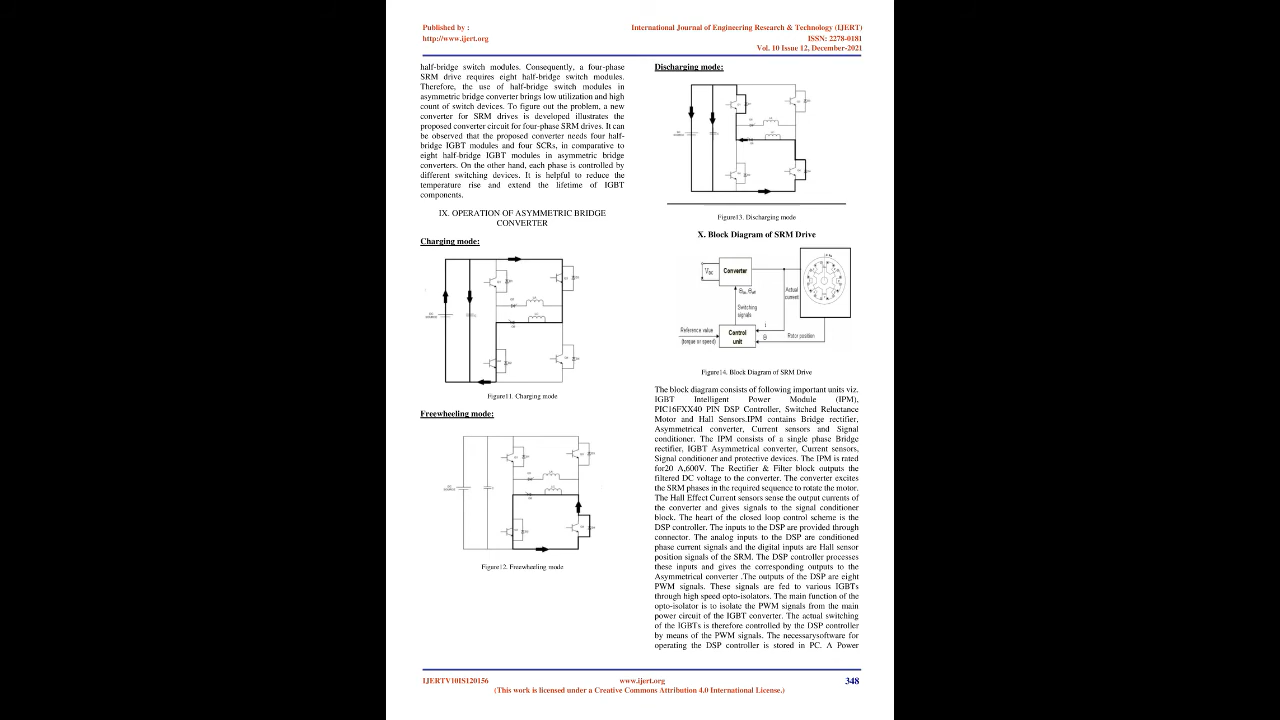 Published by :
http://www.ijert.org
International Journal of Engineering Research & Technology (IJERT)
ISSN: 2278-0181
Vol. 10 Issue 12, December-2021
half-bridge switch modules. Consequently, a four-phase
SRM drive requires eight half-bridge switch modules.
Therefore, the use of half-bridge switch modules in
asymmetric bridge converter brings low utilization and high
count of switch devices. To figure out the problem, a new
converter for SRM drives is developed illustrates the
proposed converter circuit for four-phase SRM drives. It can
be observed that the proposed converter needs four half-
bridge IGBT modules and four SCRs, in comparative to
eight half-bridge IGBT modules in asymmetric bridge
converters. On the other hand, each phase is controlled by
different switching devices. It is helpful to reduce the
temperature rise and extend the lifetime of IGBT
components.
IX. OPERATION OF ASYMMETRIC BRIDGE
CONVERTER
Charging mode:
DC
SOURCE
Figure11. Charging mode
Freewheeling mode:
DC
SOURCE
Figure12. Freewheeling mode
Discharging mode:
DC
SOURCE
Figure13. Discharging mode
X. Block Diagram of SRM Drive
VDC
Converter
Actual
current
Switching
signals
Reference value
(torque or speed)
Control
unit
i
θ
Rotor position
Figure14. Block Diagram of SRM Drive
The block diagram consists of following important units viz.
IGBT Intelligent Power Module (IPM),
PIC16FXX40 PIN DSP Controller, Switched Reluctance
Motor and Hall Sensors.IPM contains Bridge rectifier,
Asymmetrical converter, Current sensors and Signal
conditioner. The IPM consists of a single phase Bridge
rectifier, IGBT Asymmetrical converter, Current sensors,
Signal conditioner and protective devices. The IPM is rated
for20 A,600V. The Rectifier & Filter block outputs the
filtered DC voltage to the converter. The converter excites
the SRM phases in the required sequence to rotate the motor.
The Hall Effect Current sensors sense the output currents of
the converter and gives signals to the signal conditioner
block. The heart of the closed loop control scheme is the
DSP controller. The inputs to the DSP are provided through
connector. The analog inputs to the DSP are conditioned
phase current signals and the digital inputs are Hall sensor
position signals of the SRM. The DSP controller processes
these inputs and gives the corresponding outputs to the
Asymmetrical converter .The outputs of the DSP are eight
PWM signals. These signals are fed to various IGBTs
through high speed opto-isolators. The main function of the
opto-isolator is to isolate the PWM signals from the main
power circuit of the IGBT converter. The actual switching
of the IGBTs is therefore controlled by the DSP controller
by means of the PWM signals. The necessarysoftware for
operating the DSP controller is stored in PC. A Power
IJERTV10IS120156
www.ijert.org
348
(This work is licensed under a Creative Commons Attribution 4.0 International License.)